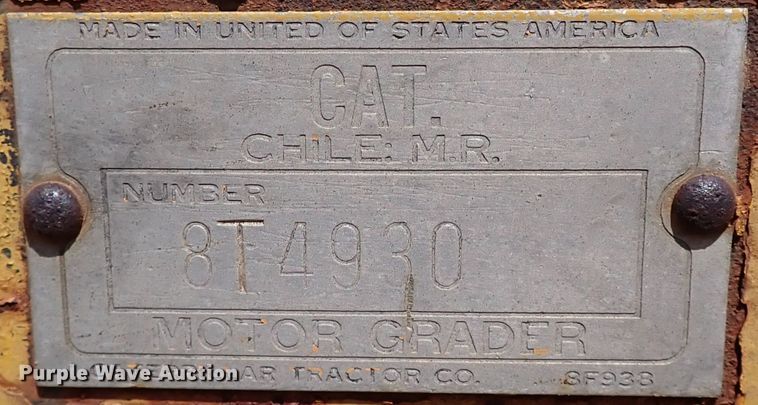 MADE IN UNITED OF STATES AMERICA
CAT.
CHILE: M.R.
NUMBER
8T4930
MOTOR GRADER
TRACTOR CO. 8F938
Purple Wave Auction